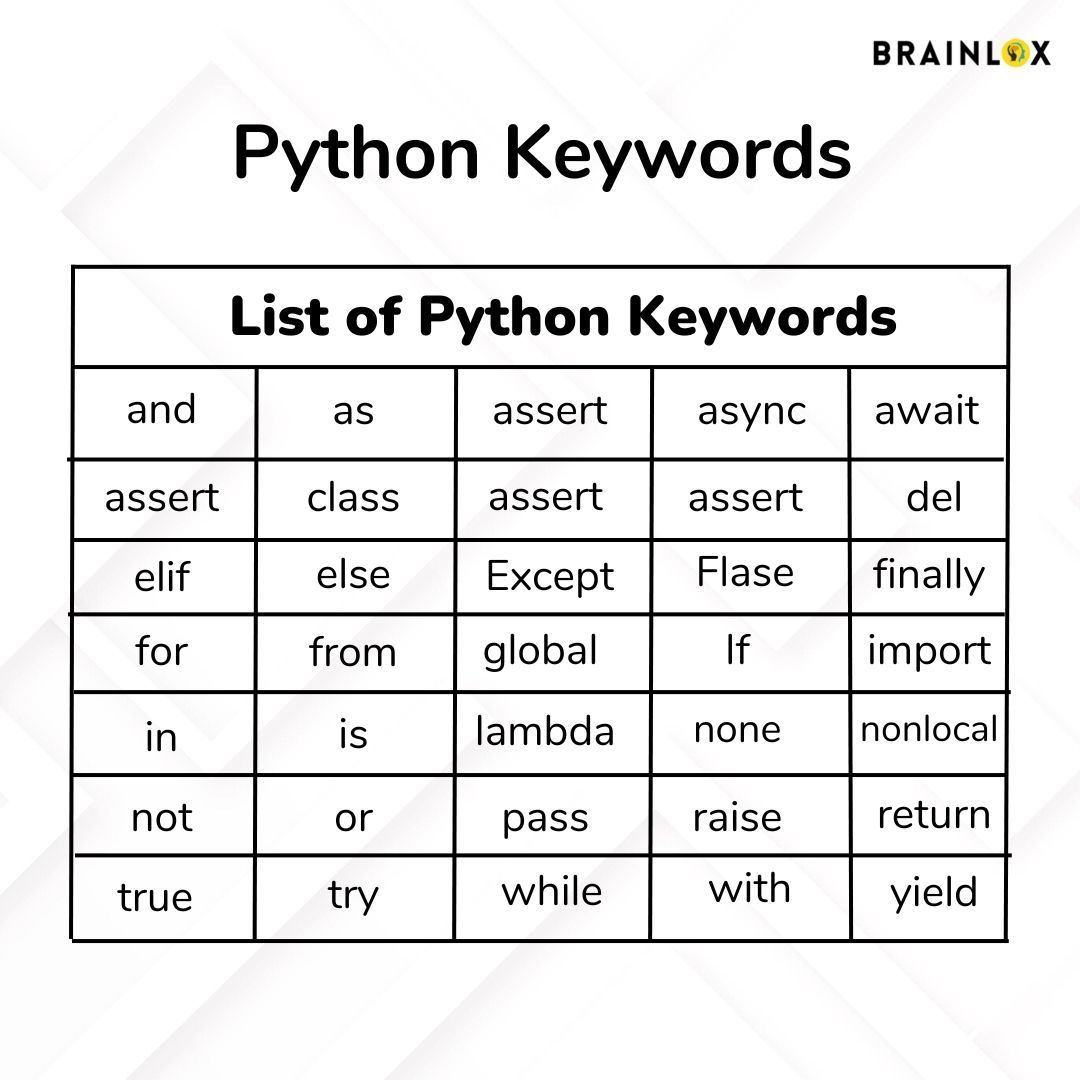 BRAINLOX
Python Keywords
List of Python Keywords
and as assert async await
assert class assert assert del
elif else Except Flase finally
for from global If import
in is lambda none nonlocal
not or pass raise return
true try while with yield